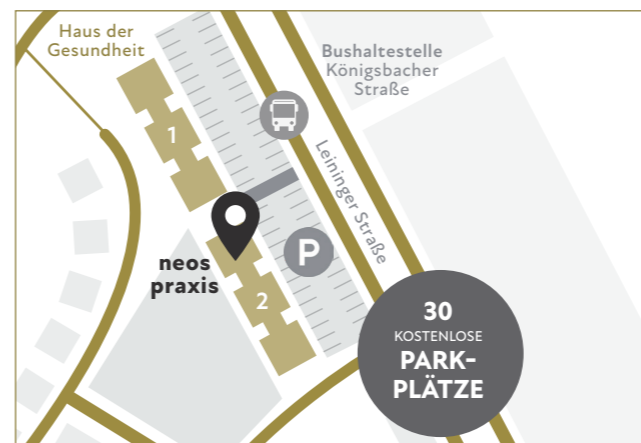 Haus der
Gesundheit
Bushaltestelle
Königsbacher
Straße
1
Leininger Straße
neos
praxis
P
2
30
KOSTENLOSE
PARK-
PLÄTZE